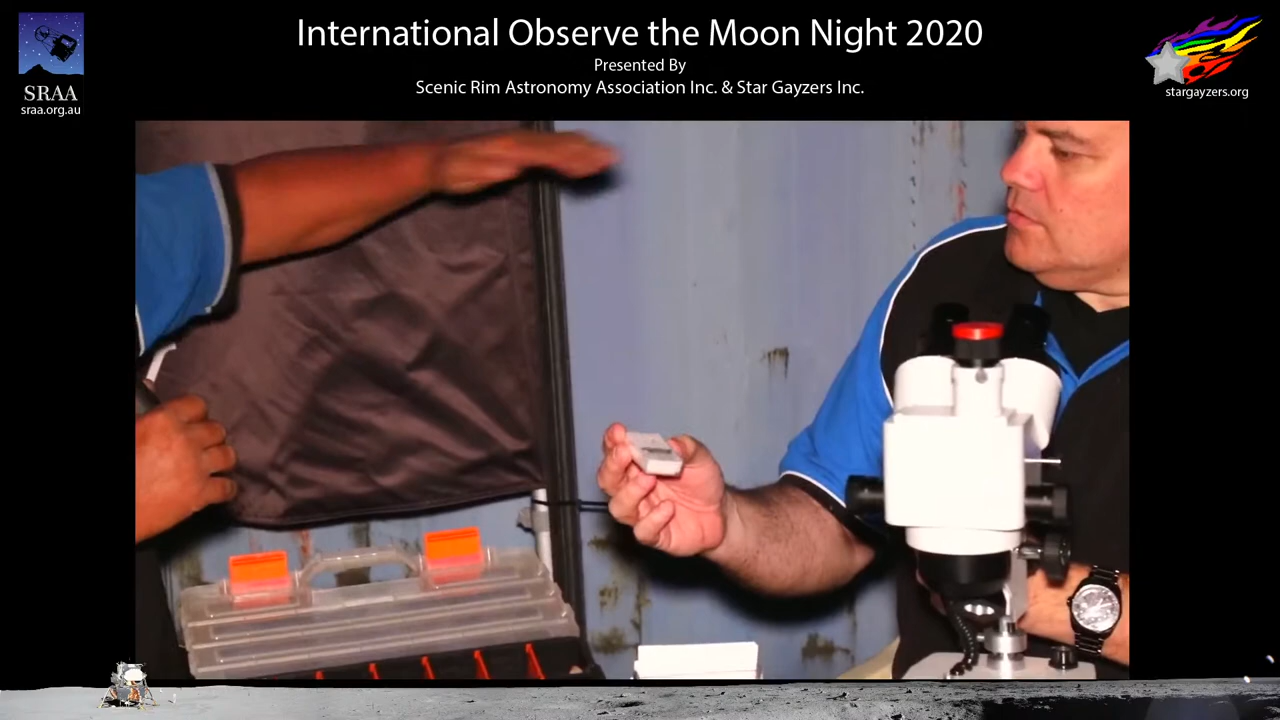 International Observe the Moon Night 2020
Presented By
Scenic Rim Astronomy Association Inc. & Star Gayzers Inc.
SRAA
sraa.org.au
stargayzers.org